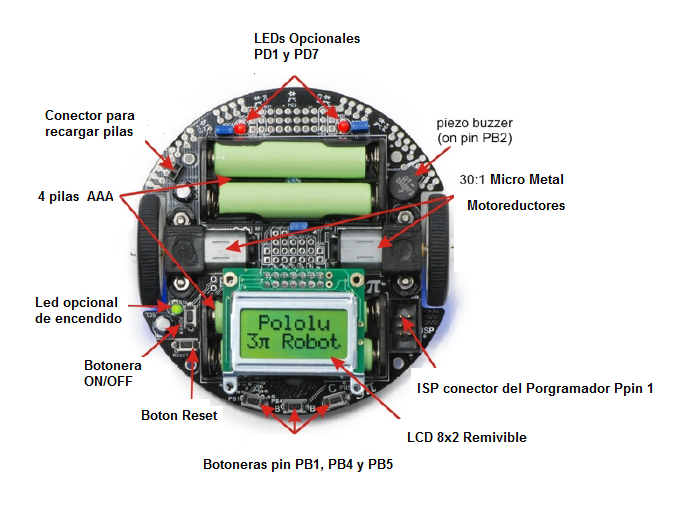 LEDs Opcionales
PD1 y PD7
Conector para
recargar pilas
piezo buzzer
(on pin PB2)
4 pilas AAA
30:1 Micro Metal
Motoreductores
Led opcional
de encendido
Pololu
3π Robot
π
ISP
RESET
Botonera
ON/OFF
Boton Reset
ISP conector del Porgramador Ppin 1
LCD 8x2 Remivible
Botoneras pin PB1, PB4 y PB5